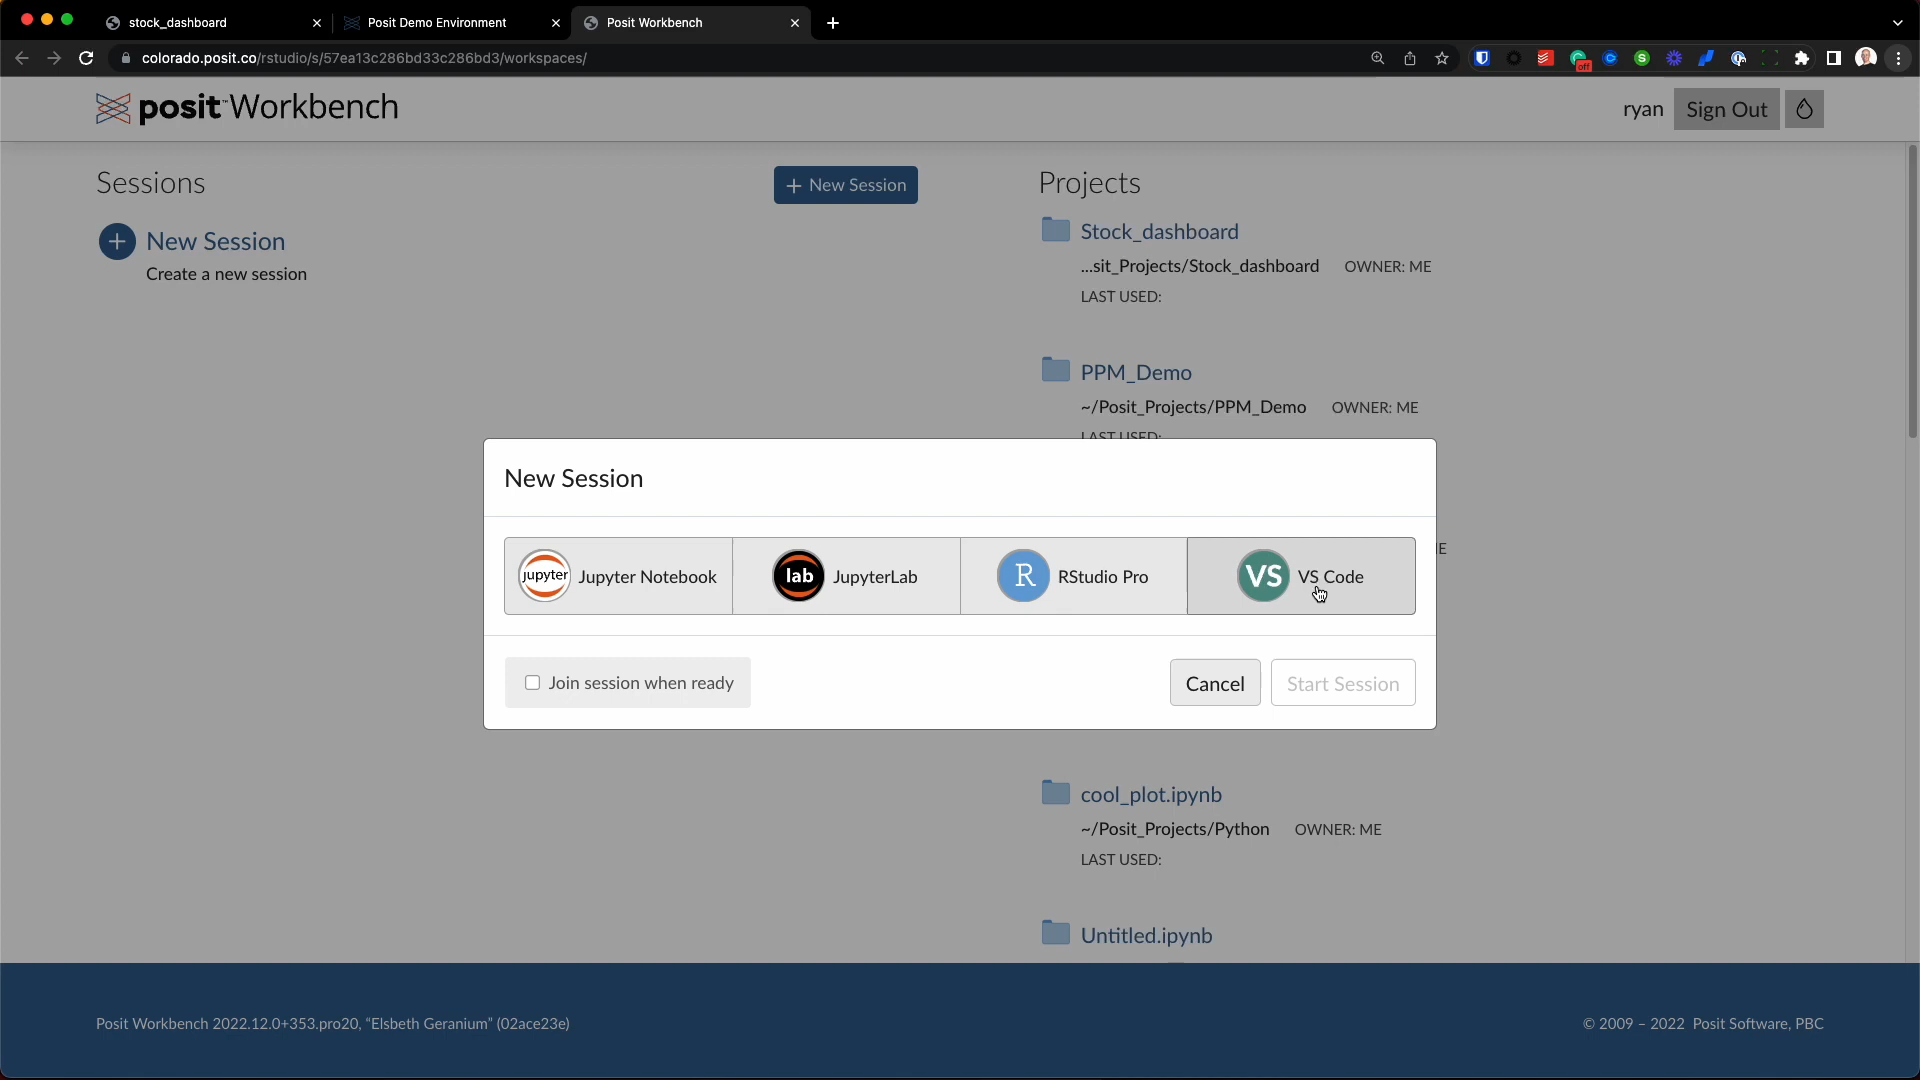 stock_dashboard
Posit Demo Environment
Posit Workbench
colorado.posit.co/rstudio/s/57ea13c286bd33c286bd3/workspaces/
off
posit Workbench
ryan
Sign Out
Sessions
+ New Session
Projects
New Session
Create a new session
Stock_dashboard
...sit_Projects/Stock_dashboard OWNER: ME
LAST USED:
PPM_Demo
~/Posit_Projects/PPM_Demo OWNER: ME
LAST USED:
New Session
jupyter Jupyter Notebook
lab JupyterLab
R RStudio Pro
VS VS Code
Join session when ready
Cancel
Start Session
cool_plot.ipynb
~/Posit_Projects/Python OWNER: ME
LAST USED:
Untitled.ipynb
Posit Workbench 2022.12.0+353.pro20, “Elsbeth Geranium” (02ace23e)
© 2009 – 2022 Posit Software, PBC